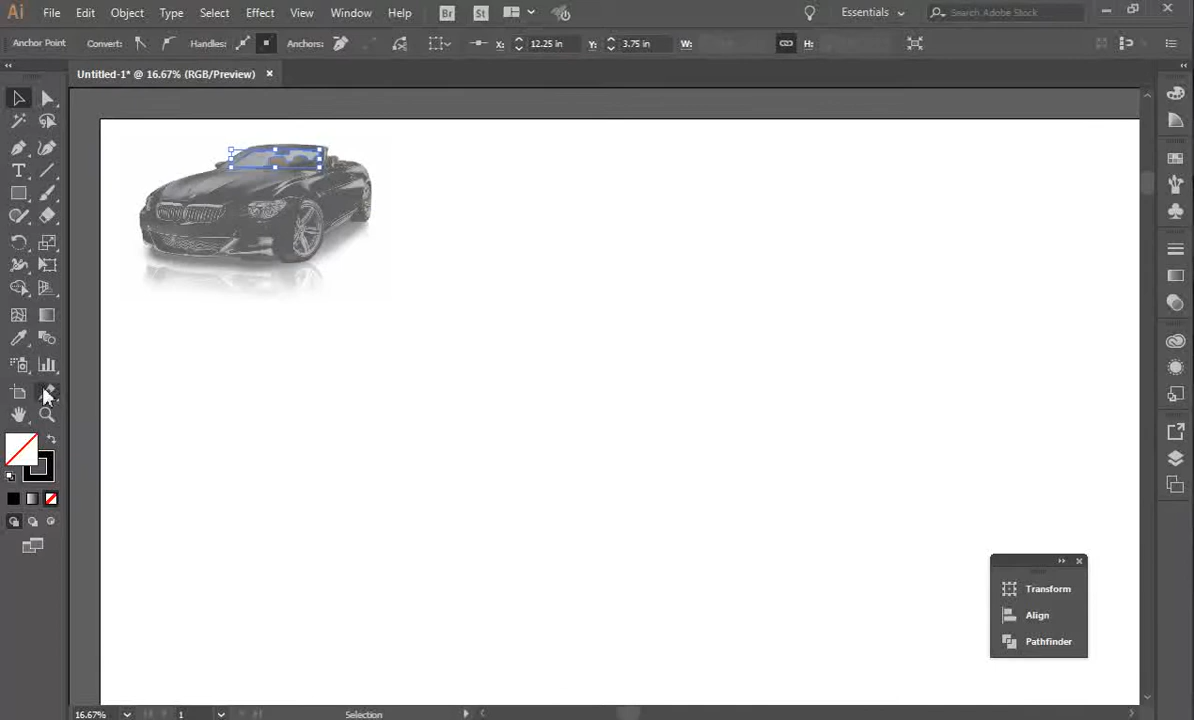 Ai File Edit Object Type Select Effect View Window Help Br St Essentials Search Adobe Stock
Anchor Point Convert: Handles: Anchors: X: 12.25 in Y: 3.75 in W: H:
Untitled-1* @ 16.67% (RGB/Preview)
T
Transform
Align
Pathfinder
16.67% 1 Selection